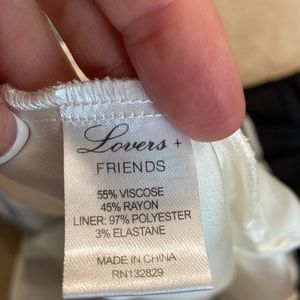 Lovers +
FRIENDS
55% VISCOSE
45% RAYON
LINER: 97% POLYESTER
3% ELASTANE
MADE IN CHINA
RN132829